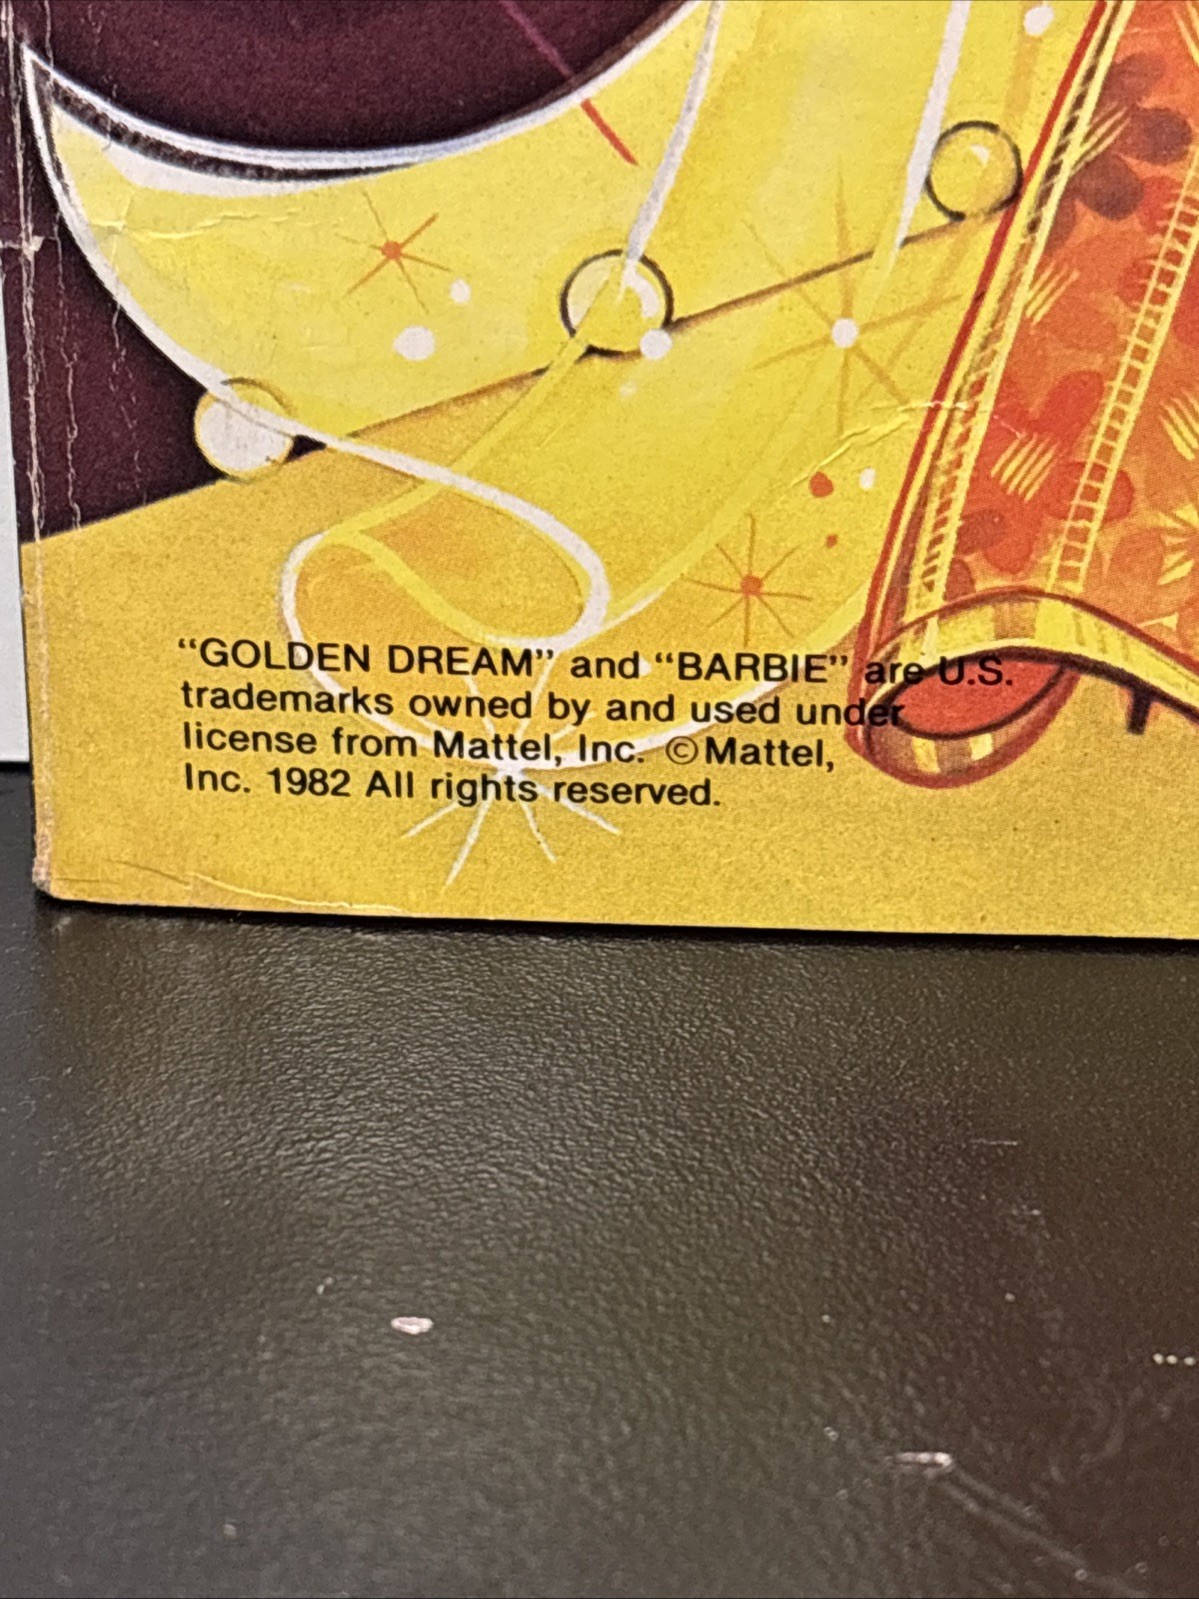 “GOLDEN DREAM” and “BARBIE” are U.S.
trademarks owned by and used under
license from Mattel, Inc. ©Mattel,
Inc. 1982 All rights reserved.